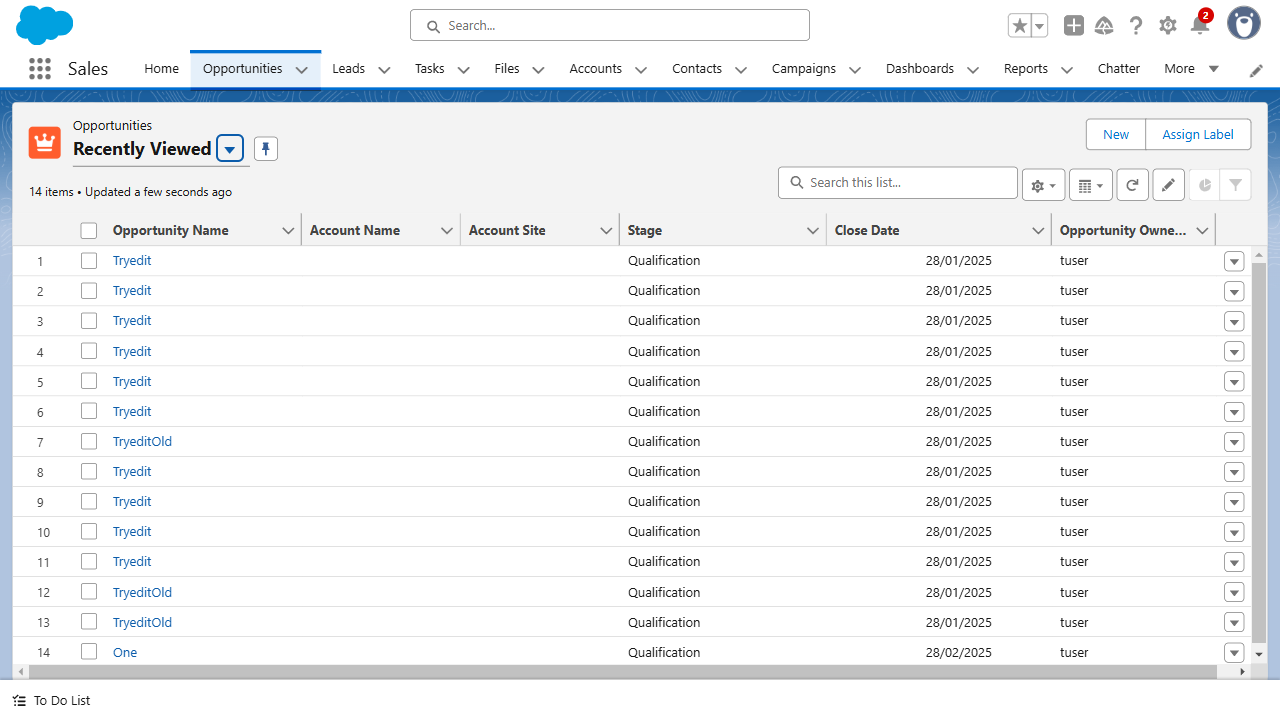 Search...
2
Sales
Home
Opportunities
Leads
Tasks
Files
Accounts
Contacts
Campaigns
Dashboards
Reports
Chatter
More
Opportunities
Recently Viewed
New
Assign Label
14 items • Updated a few seconds ago
Search this list...
Opportunity Name
Account Name
Account Site
Stage
Close Date
Opportunity Owne...
1 Tryedit Qualification 28/01/2025 tuser
2 Tryedit Qualification 28/01/2025 tuser
3 Tryedit Qualification 28/01/2025 tuser
4 Tryedit Qualification 28/01/2025 tuser
5 Tryedit Qualification 28/01/2025 tuser
6 Tryedit Qualification 28/01/2025 tuser
7 TryeditOld Qualification 28/01/2025 tuser
8 Tryedit Qualification 28/01/2025 tuser
9 Tryedit Qualification 28/01/2025 tuser
10 Tryedit Qualification 28/01/2025 tuser
11 Tryedit Qualification 28/01/2025 tuser
12 TryeditOld Qualification 28/01/2025 tuser
13 TryeditOld Qualification 28/01/2025 tuser
14 One Qualification 28/02/2025 tuser
To Do List